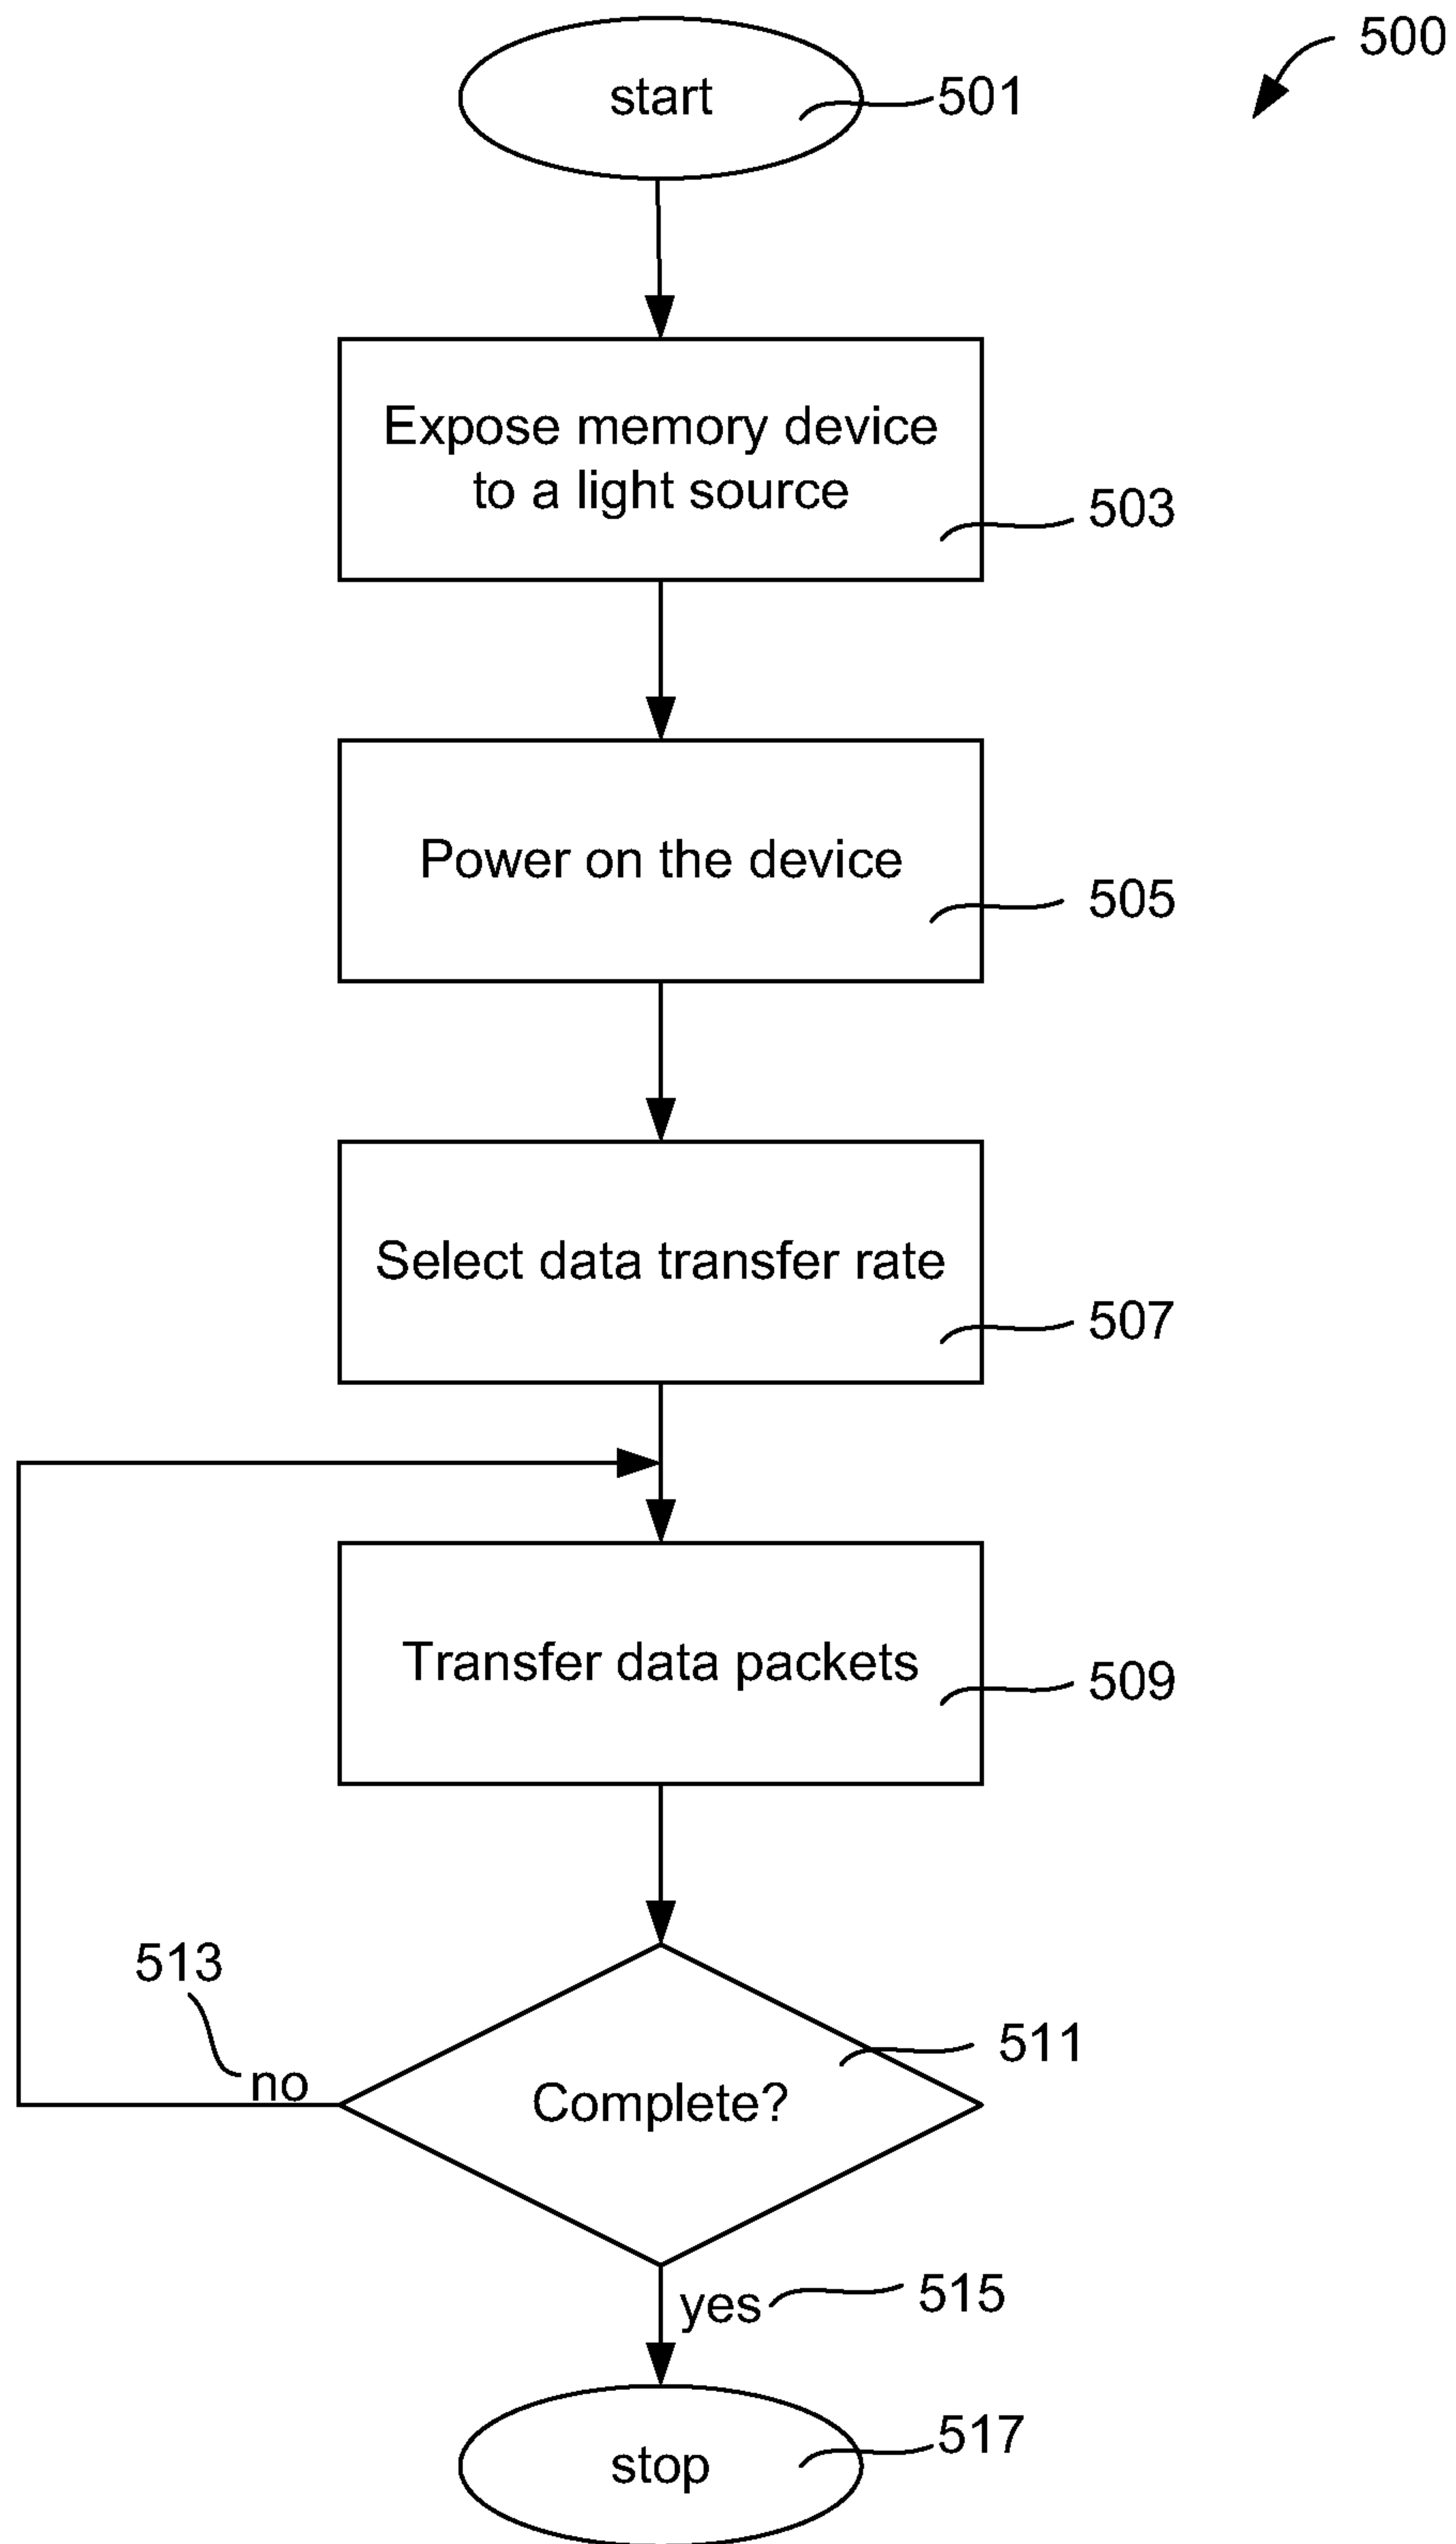 500
start
501
Expose memory device
to a light source
503
Power on the device
505
Select data transfer rate
507
Transfer data packets
509
513
no
511
Complete?
yes
515
517
stop